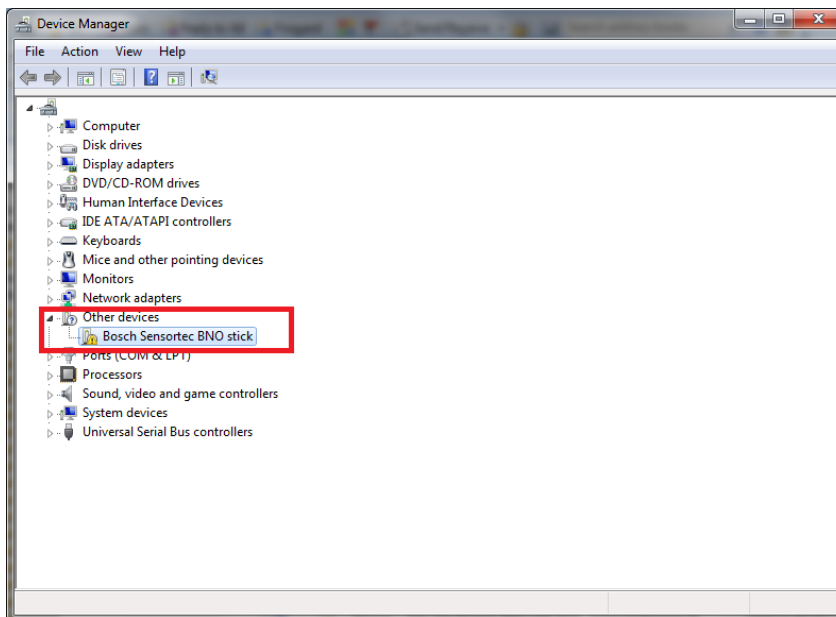 Device Manager
File Action View Help
Computer
Disk drives
Display adapters
DVD/CD-ROM drives
Human Interface Devices
IDE ATA/ATAPI controllers
Keyboards
Mice and other pointing devices
Monitors
Network adapters
Other devices
Bosch Sensortec BNO stick
Ports (COM & LPT)
Processors
Sound, video and game controllers
System devices
Universal Serial Bus controllers